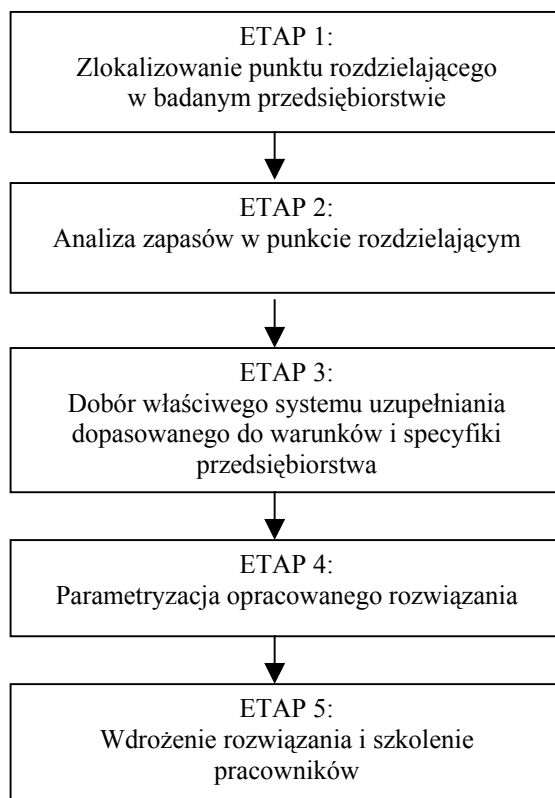 ETAP 1:
Zlokalizowanie punktu rozdzielającego
w badanym przedsiębiorstwie
ETAP 2:
Analiza zapasów w punkcie rozdzielającym
ETAP 3:
Dobór właściwego systemu uzupełniania
dopasowanego do warunków i specyfiki
przedsiębiorstwa
ETAP 4:
Parametryzacja opracowanego rozwiązania
ETAP 5:
Wdrożenie rozwiązania i szkolenie
pracowników